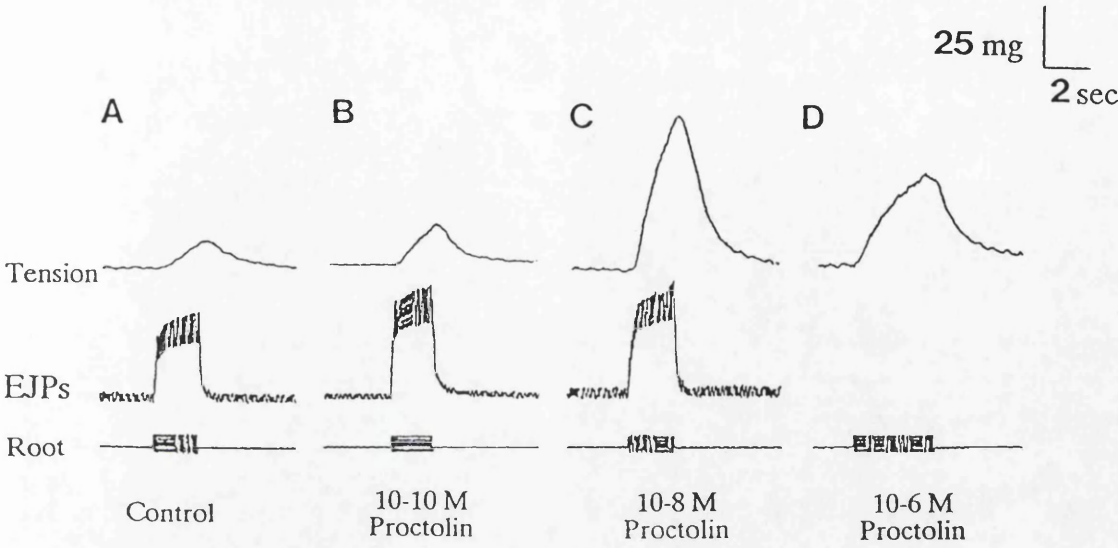 25 mg
2 sec
A B C D
Tension
EJPs
Root
Control
10-10 M
Proctolin
10-8 M
Proctolin
10-6 M
Proctolin